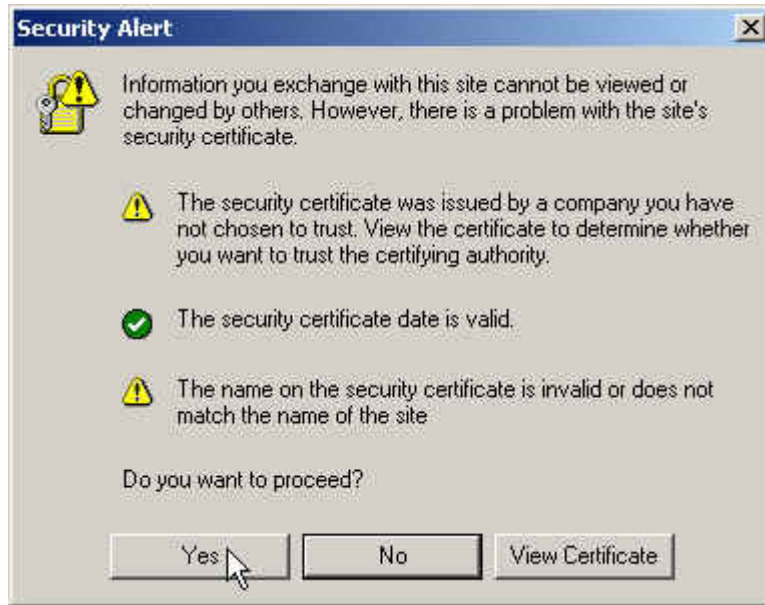 Security Alert
Information you exchange with this site cannot be viewed or
changed by others. However, there is a problem with the site's
security certificate.
The security certificate was issued by a company you have
not chosen to trust. View the certificate to determine whether
you want to trust the certifying authority.
The security certificate date is valid.
The name on the security certificate is invalid or does not
match the name of the site
Do you want to proceed?
Yes No View Certificate